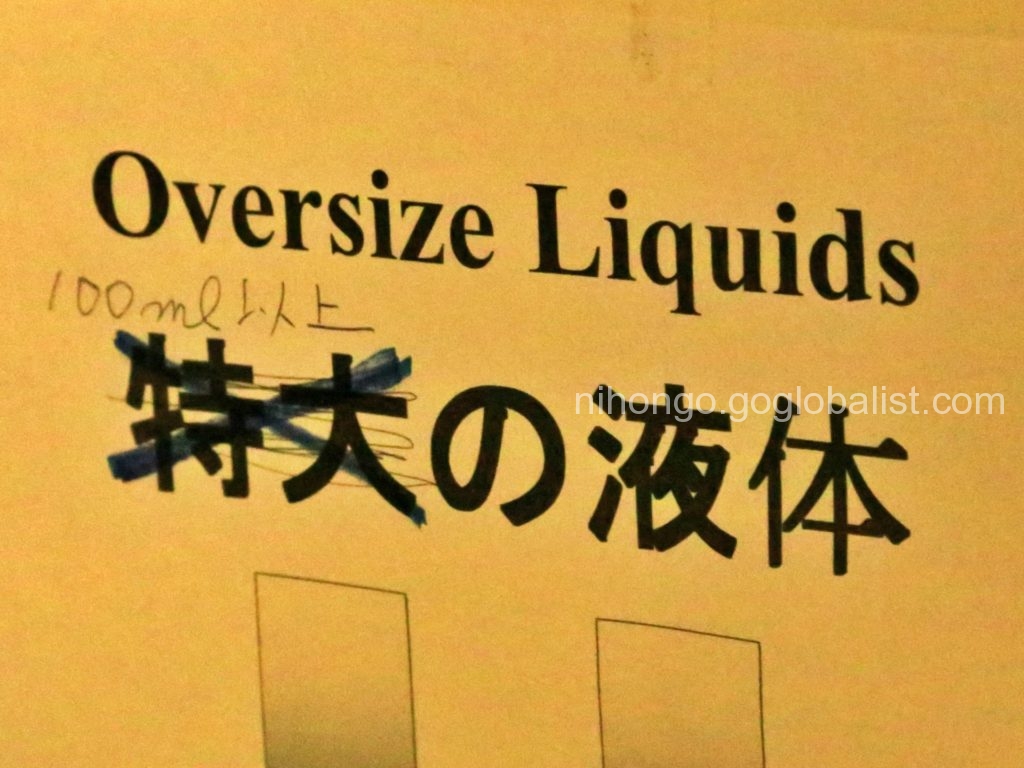 Oversize Liquids
100ml以上
特大の液体
nihongo.goglobalist.com